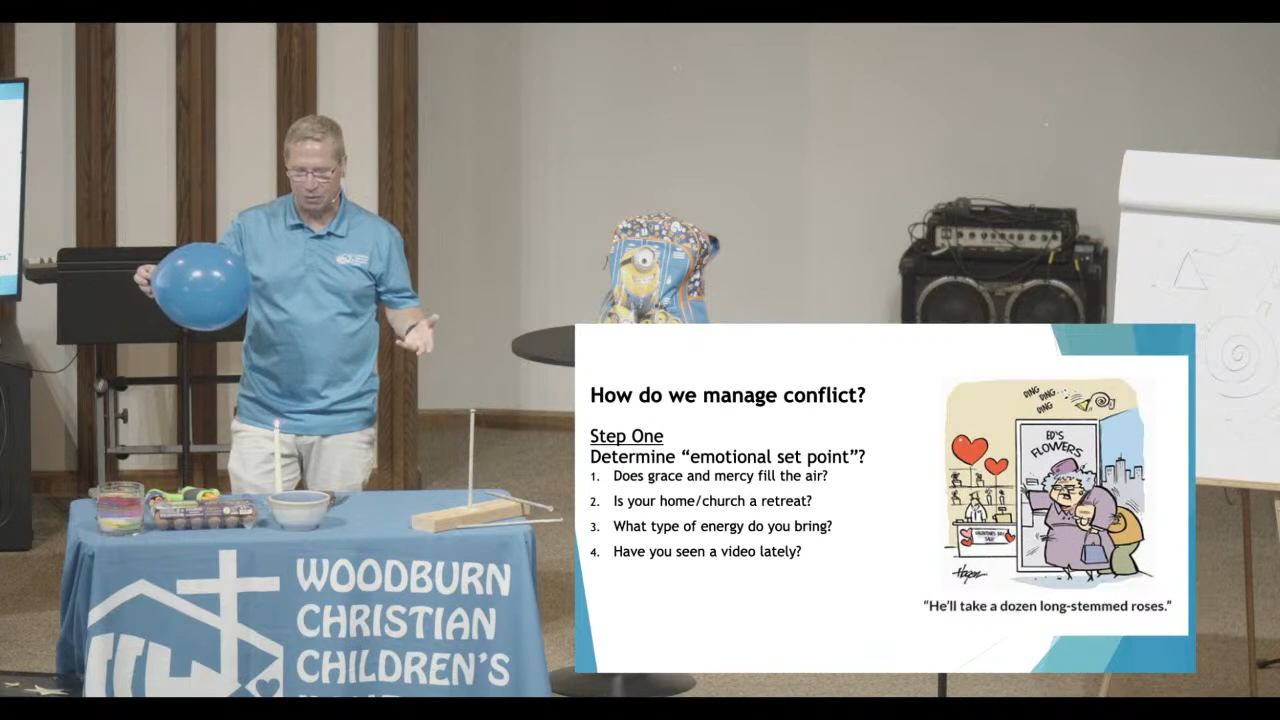 How do we manage conflict?
Step One
Determine “emotional set point”?
1. Does grace and mercy fill the air?
2. Is your home/church a retreat?
3. What type of energy do you bring?
4. Have you seen a video lately?
DING
DING
DING
ED'S
FLOWERS
“He’ll take a dozen long-stemmed roses.”
WOODBURN
CHRISTIAN
CHILDREN'S